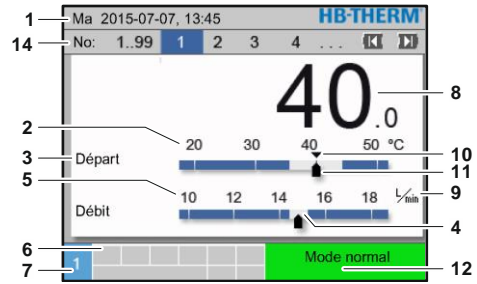 1 Ma 2015-07-07, 13:45 HB-THERM
14 No: 1..99 1 2 3 4 ...
40.0 8
2 20 30 40 50 °C 10
3 Départ 11
5 10 12 14 16 18 L/min 9
Débit 4
6
7 1 Mode normal 12